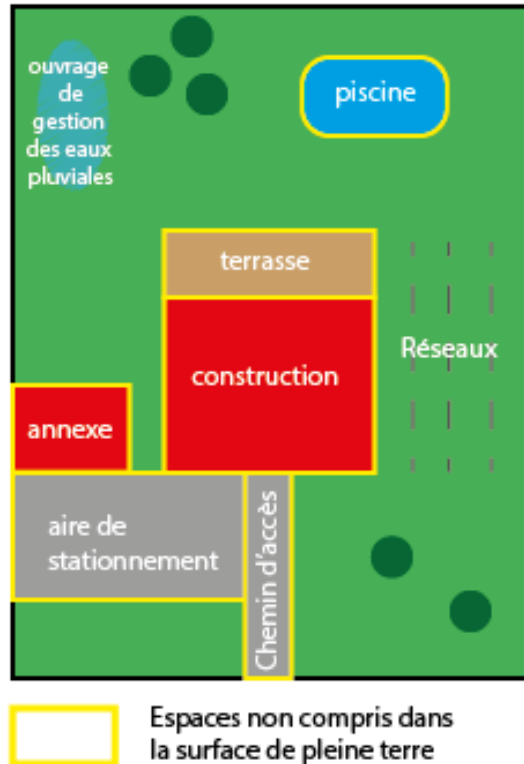 ouvrage
de
gestion
des eaux
pluviales
piscine
terrasse
construction
Réseaux
annexe
aire de
stationnement
Chemin d'accès
Espaces non compris dans
la surface de pleine terre